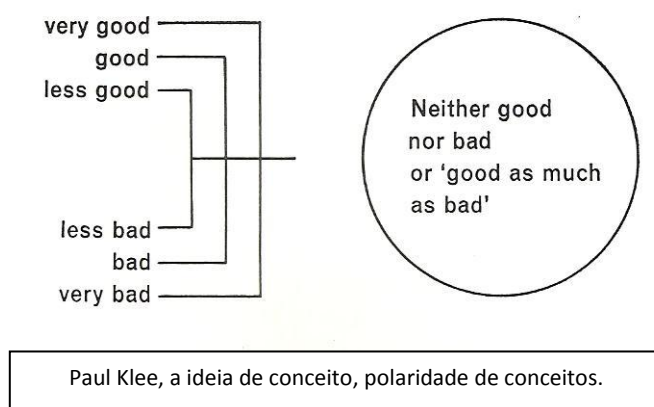 very good
good
less good
less bad
bad
very bad
Neither good
nor bad
or ‘good as much
as bad’
Paul Klee, a ideia de conceito, polaridade de conceitos.